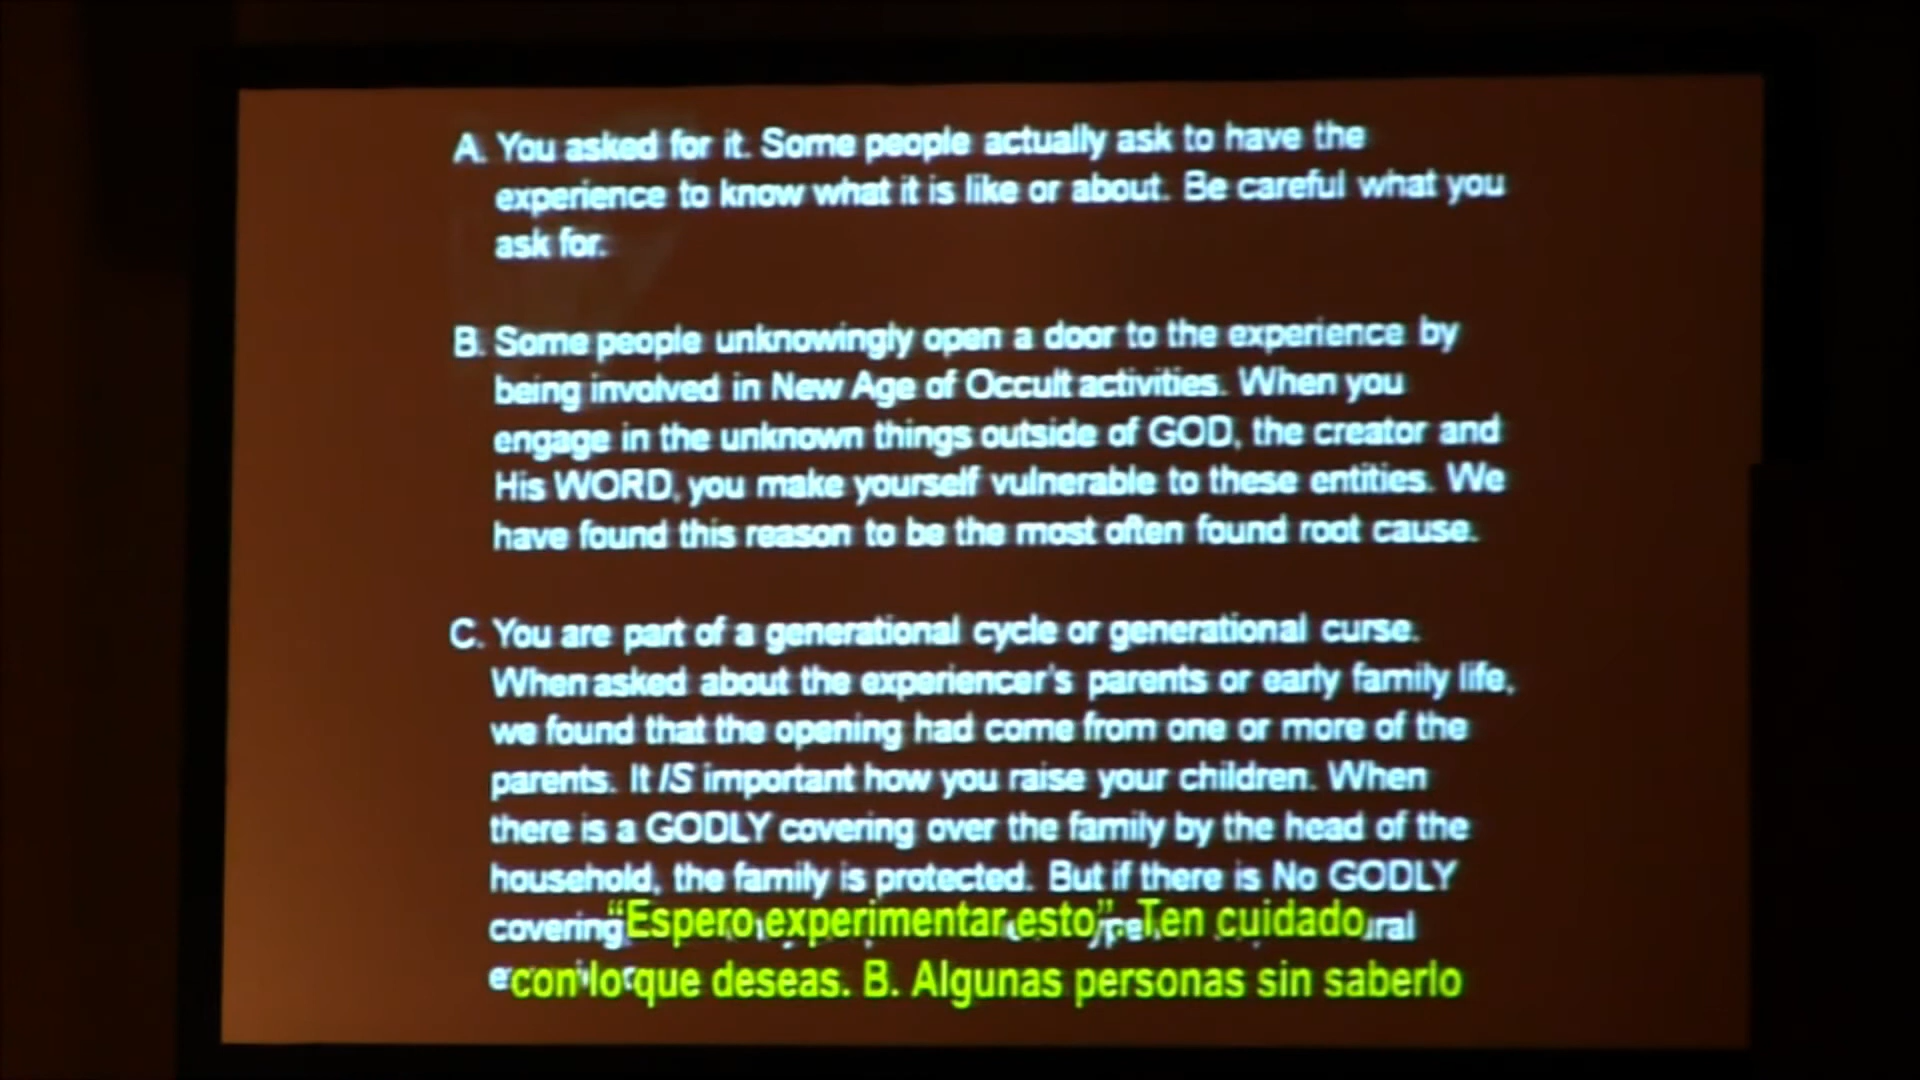 A. You asked for it. Some people actually ask to have the
experience to know what it is like or about. Be careful what you
ask for.
B. Some people unknowingly open a door to the experience by
being involved in New Age of Occult activities. When you
engage in the unknown things outside of GOD, the creator and
His WORD, you make yourself vulnerable to these entities. We
have found this reason to be the most often found root cause.
C. You are part of a generational cycle or generational curse.
When asked about the experiencer's parents or early family life,
we found that the opening had come from one or more of the
parents. It IS important how you raise your children. When
there is a GODLY covering over the family by the head of the
household, the family is protected. But if there is No GODLY
covering
“Espero experimentar esto”. Ten cuidado
con lo que deseas. B. Algunas personas sin saberlo